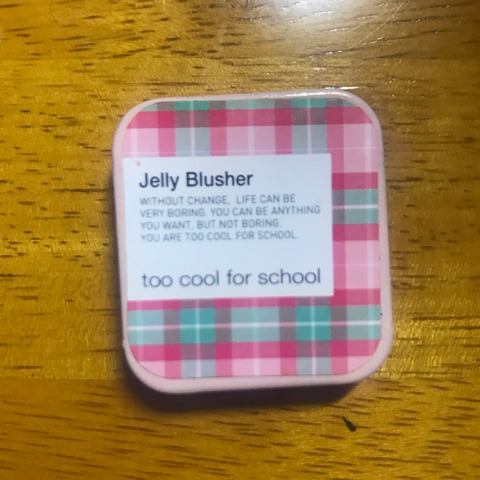 Jelly Blusher
WITHOUT CHANGE, LIFE CAN BE
VERY BORING. YOU CAN BE ANYTHING
YOU WANT, BUT NOT BORING.
YOU ARE TOO COOL FOR SCHOOL.
too cool for school